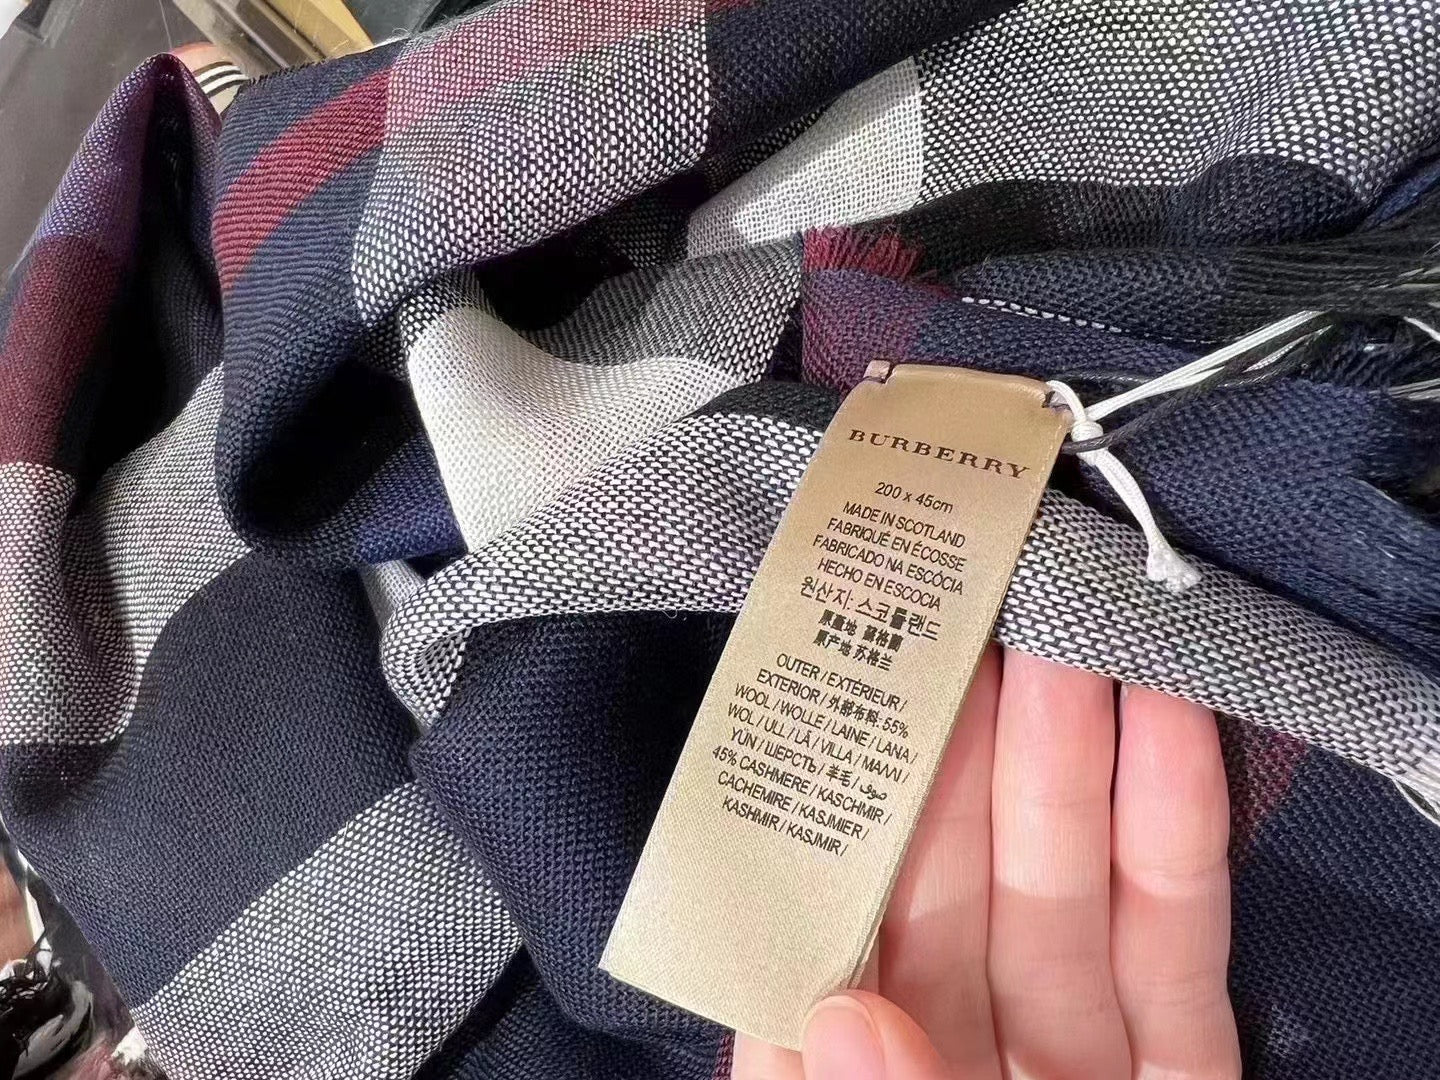 BURBERRY
200 x 45cm
MADE IN SCOTLAND
FABRIQUÉ EN ÉCOSSE
FABRICADO NA ESCÓCIA
HECHO EN ESCOCIA
원산지: 스코틀랜드
原產地 蘇格蘭
原产地 苏格兰
OUTER / EXTÉRIEUR /
EXTERIOR / 外部布料: 55%
WOOL / WOLLE / LAINE / LANA /
WOL / ULL / LÃ / VILLA / ΜΑΛΛΙ /
YÜN / ШЕРСТЬ / 羊毛 / صوف
45% CASHMERE / KASCHMIR /
CACHEMIRE / KASJMIER /
KASHMIR / KASJMIR /